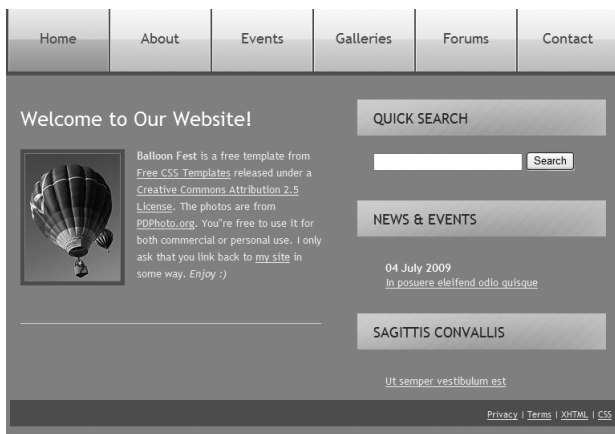 Home About Events Galleries Forums Contact
Welcome to Our Website!
Balloon Fest is a free template from
Free CSS Templates released under a
Creative Commons Attribution 2.5
License. The photos are from
PDPhoto.org. You"re free to use it for
both commercial or personal use. I only
ask that you link back to my site in
some way. Enjoy :)
QUICK SEARCH
Search
NEWS & EVENTS
04 July 2009
In posuere eleifend odio quisque
SAGITTIS CONVALLIS
Ut semper vestibulum est
Privacy | Terms | XHTML | CSS